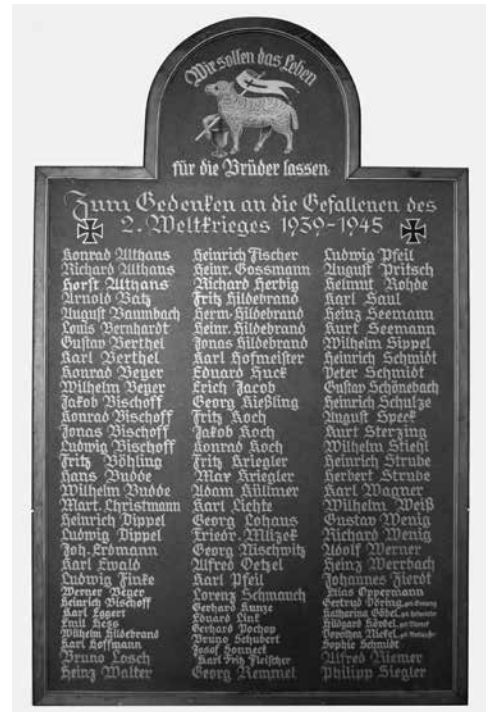 Wir sollen das Leben
für die Brüder lassen.
Zum Gedenken an die Gefallenen des
2. Weltkrieges 1939-1945
Konrad Althans
Richard Althans
Horst Althans
Arnold Batz
August Baumbach
Louis Bernhardt
Gustav Berthel
Karl Berthel
Konrad Beyer
Wilhelm Beyer
Jakob Bischoff
Konrad Bischoff
Jonas Bischoff
Ludwig Bischoff
Fritz Böhling
Hans Budde
Wilhelm Budde
Mart. Christmann
Heinrich Dippel
Ludwig Dippel
Joh. Erdmann
Karl Ewald
Ludwig Finke
Werner Beyer
Heinrich Bischoff
Karl Eggert
Emil Hess
Wilhelm Hildebrand
Karl Hoffmann
Bruno Losch
Heinz Walter
Heinrich Fischer
Heinr. Gossmann
Richard Herbig
Fritz Hildebrand
Herm. Hildebrand
Heinr. Hildebrand
Jonas Hildebrand
Karl Hofmeister
Eduard Huck
Erich Jacob
Georg Kießling
Fritz Koch
Jakob Koch
Konrad Koch
Fritz Kriegler
Max Kriegler
Adam Küllmer
Karl Lichte
Georg Lohaus
Friedr. Mlizek
Georg Nischwitz
Alfred Oetzel
Karl Pfeil
Lorenz Schmauch
Gerhard Kunze
Eduard Link
Gerhard Pochop
Bruno Schubert
Josef Sonneck
Karl Fritz Fleischer
Georg Remmel
Ludwig Pfeil
August Pritsch
Helmut Rohde
Karl Saul
Heinz Seemann
Kurt Seemann
Wilhelm Sippel
Heinrich Schmidt
Peter Schmidt
Gustav Schönebach
Heinrich Schulze
August Speck
Kurt Sterzing
Wilhelm Stiehl
Heinrich Strube
Herbert Strube
Karl Wagner
Wilhelm Weiß
Gustav Wenig
Richard Wenig
Adolf Werner
Heinz Werrbach
Johannes Zierdt
Elias Oppermann
Gertrud Döring geb.
Katharina Göbel geb.
Hildgard Hördel geb.
Dorothea Nickel geb.
Sophie Schmidt
Alfred Riemer
Philipp Siegler